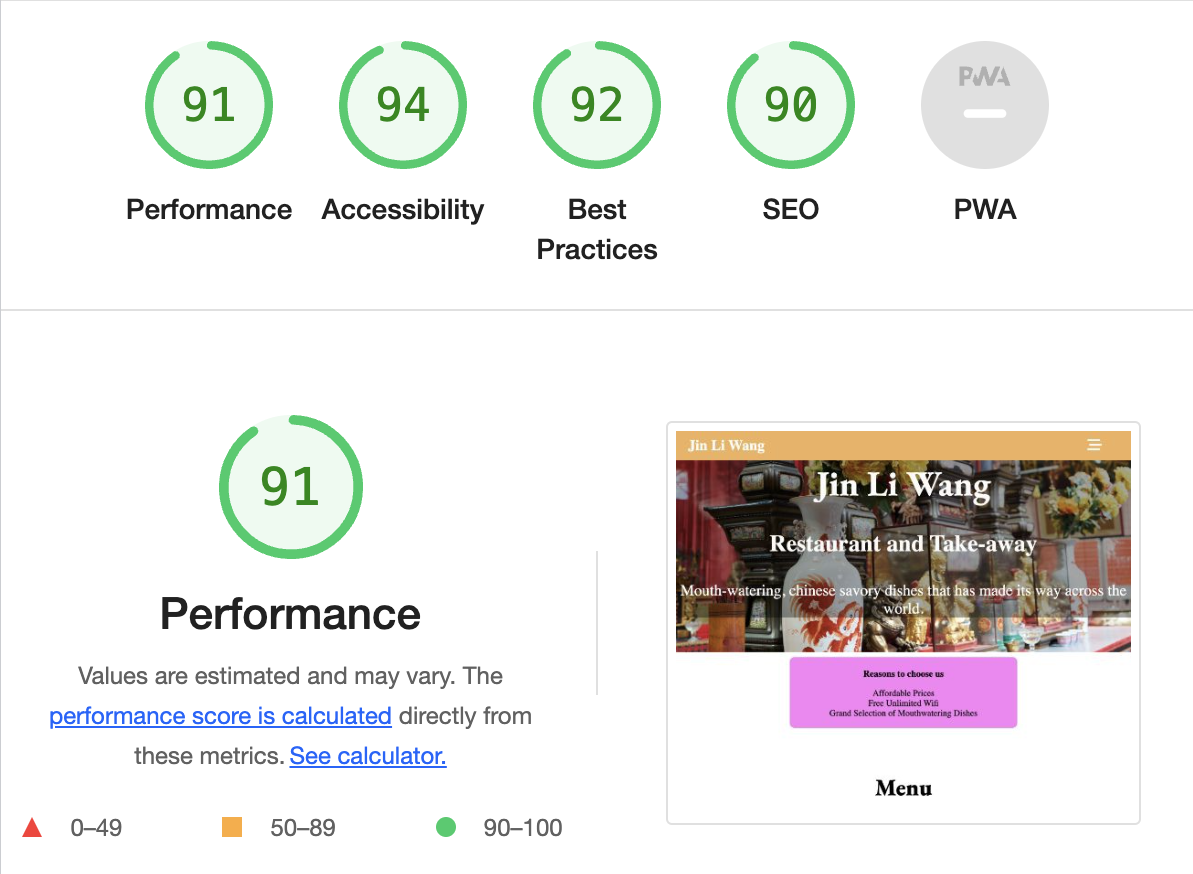 91
94
92
90
PWA
Performance
Accessibility
Best
Practices
SEO
PWA
91
Performance
Values are estimated and may vary. The
performance score is calculated directly from
these metrics. See calculator.
0–49
50–89
90–100
Jin Li Wang
Jin Li Wang
Restaurant and Take-away
Mouth-watering, chinese savory dishes that has made its way across the
world.
Reasons to choose us
Affordable Prices
Free Unlimited Wifi
Grand Selection of Mouthwatering Dishes
Menu